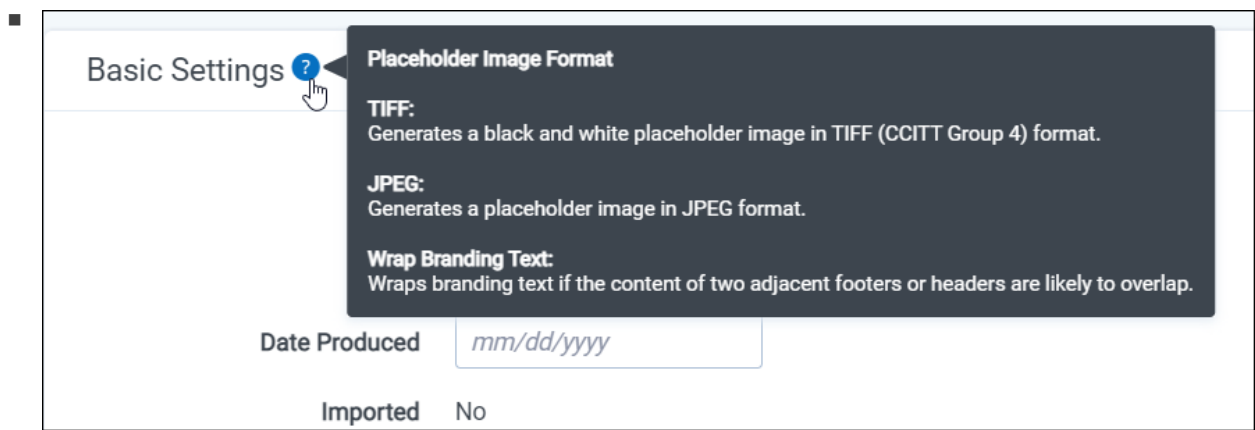 Basic Settings ?
Placeholder Image Format
TIFF:
Generates a black and white placeholder image in TIFF (CCITT Group 4) format.
JPEG:
Generates a placeholder image in JPEG format.
Wrap Branding Text:
Wraps branding text if the content of two adjacent footers or headers are likely to overlap.
Date Produced mm/dd/yyyy
Imported No